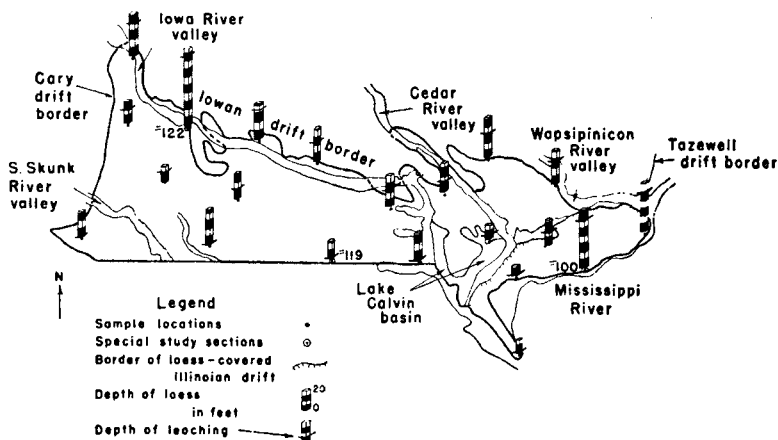 Iowa River
valley
Cary
drift
border
Iowan drift border
Cedar
River
valley
Wapsipinicon
River
valley
Tazewell
drift border
S. Skunk
River
valley
122
119
100
Lake
Calvin
basin
Mississippi
River
N
Legend
Sample locations
Special study sections
Border of loess-covered
Illinoian drift
Depth of loess
in feet
20
0
Depth of leaching